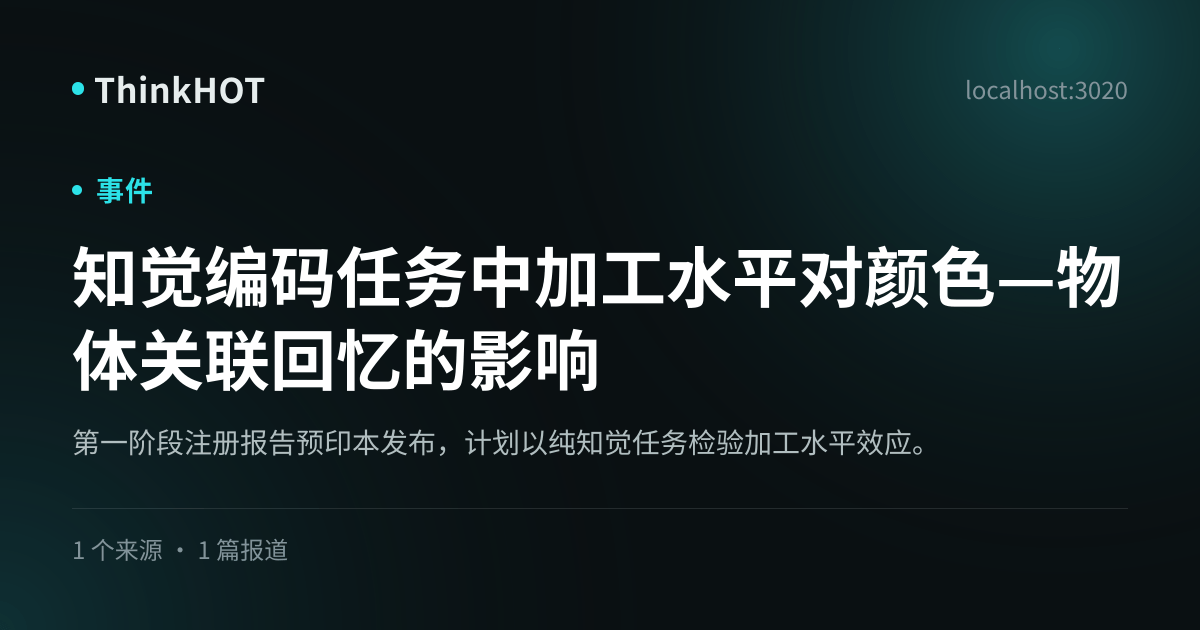 ThinkHOT
localhost:3020
事件
知觉编码任务中加工水平对颜色—物
体关联回忆的影响
第一阶段注册报告预印本发布，计划以纯知觉任务检验加工水平效应。
1 个来源 · 1 篇报道